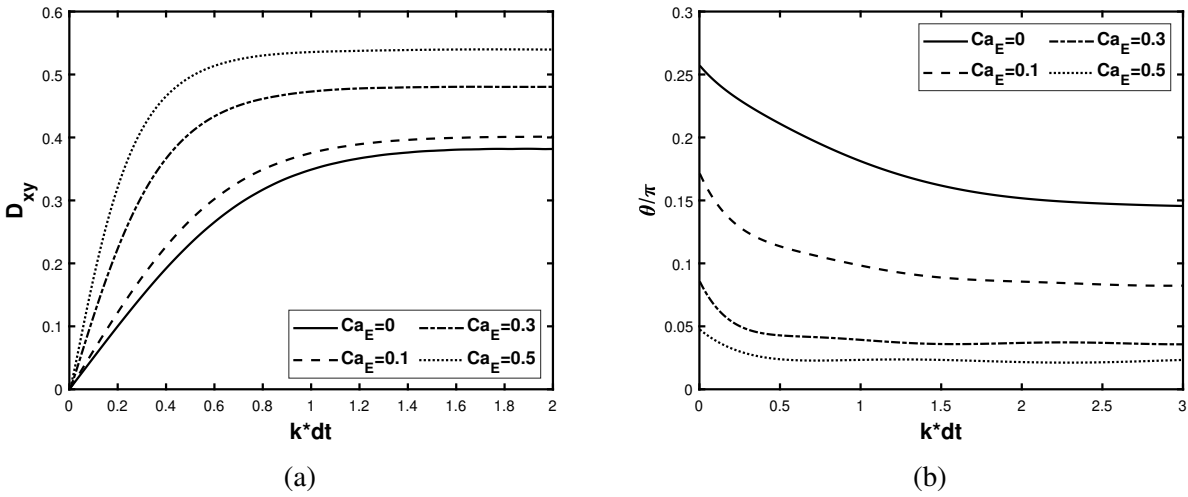 0.6
0.5
0.4
0.3
0.2
0.1
0
D_xy
0 0.2 0.4 0.6 0.8 1 1.2 1.4 1.6 1.8 2
k*dt
Ca_E=0 Ca_E=0.3
Ca_E=0.1 Ca_E=0.5
(a)
0.3
0.25
0.2
0.15
0.1
0.05
0
θ/π
0 0.5 1 1.5 2 2.5 3
k*dt
Ca_E=0 Ca_E=0.3
Ca_E=0.1 Ca_E=0.5
(b)